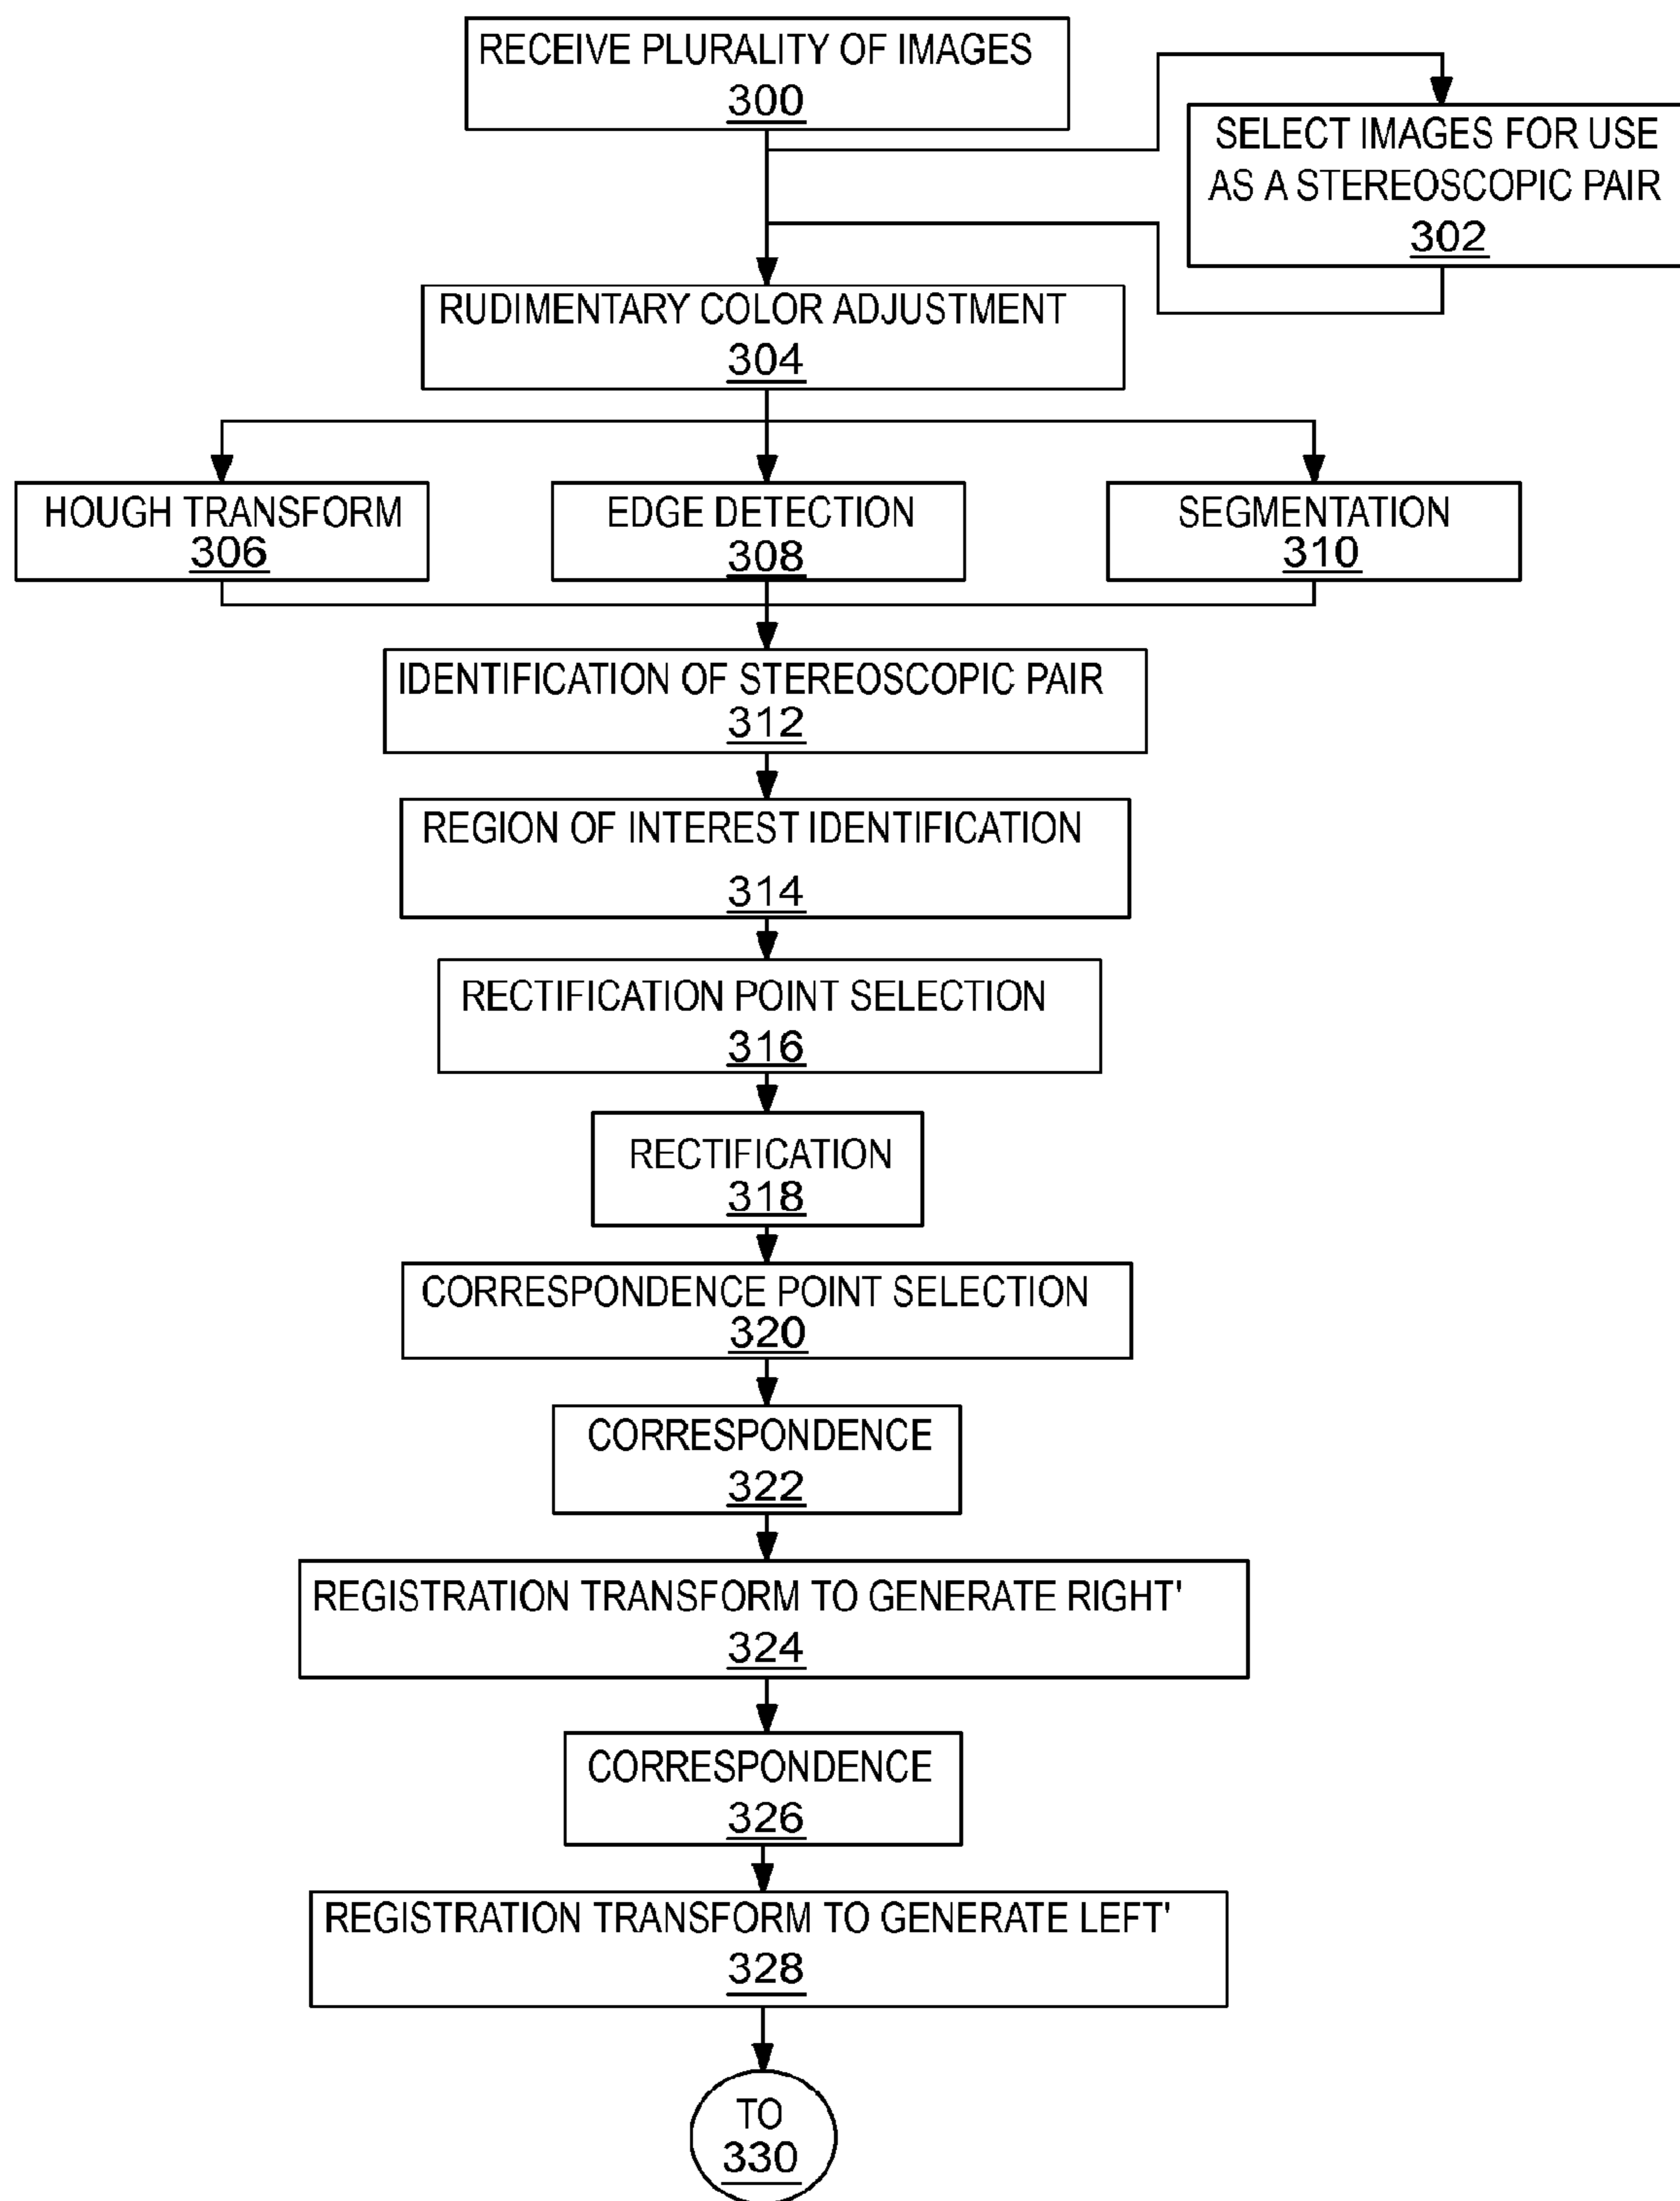 RECEIVE PLURALITY OF IMAGES
300
SELECT IMAGES FOR USE
AS A STEREOSCOPIC PAIR
302
RUDIMENTARY COLOR ADJUSTMENT
304
HOUGH TRANSFORM
306
EDGE DETECTION
308
SEGMENTATION
310
IDENTIFICATION OF STEREOSCOPIC PAIR
312
REGION OF INTEREST IDENTIFICATION
314
RECTIFICATION POINT SELECTION
316
RECTIFICATION
318
CORRESPONDENCE POINT SELECTION
320
CORRESPONDENCE
322
REGISTRATION TRANSFORM TO GENERATE RIGHT'
324
CORRESPONDENCE
326
REGISTRATION TRANSFORM TO GENERATE LEFT'
328
TO
330